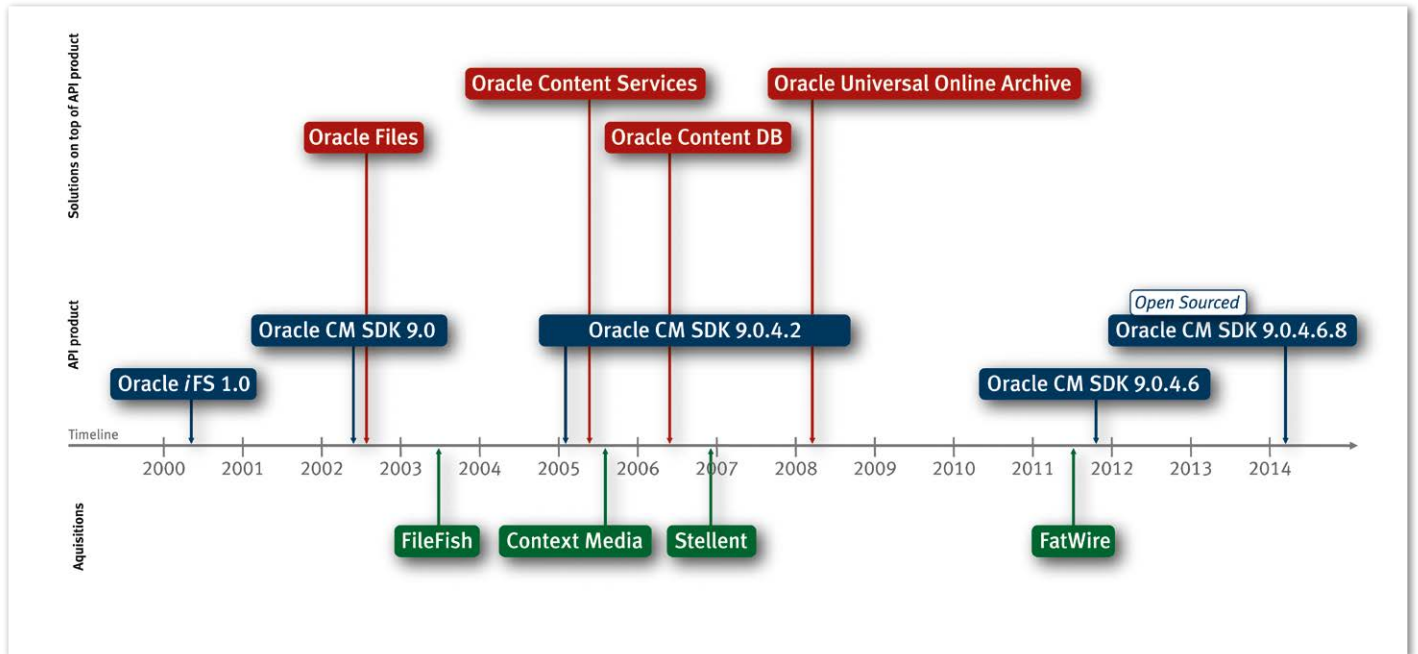 Solutions on top of API product
Oracle Content Services
Oracle Universal Online Archive
Oracle Files
Oracle Content DB
API product
Open Sourced
Oracle CM SDK 9.0
Oracle CM SDK 9.0.4.2
Oracle CM SDK 9.0.4.6.8
Oracle iFS 1.0
Oracle CM SDK 9.0.4.6
Timeline
2000 2001 2002 2003 2004 2005 2006 2007 2008 2009 2010 2011 2012 2013 2014
Aquisitions
FileFish
Context Media
Stellent
FatWire